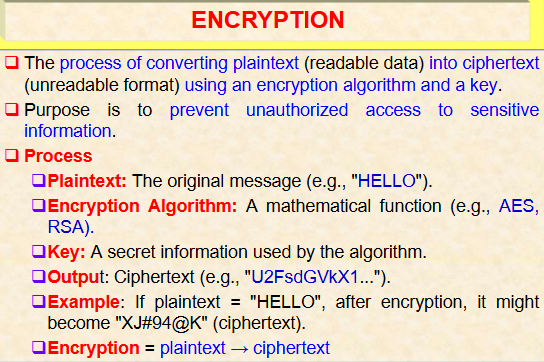 ENCRYPTION
❑ The process of converting plaintext (readable data) into ciphertext
(unreadable format) using an encryption algorithm and a key.
❑ Purpose is to prevent unauthorized access to sensitive
information.
❑ Process
❑Plaintext: The original message (e.g., "HELLO").
❑Encryption Algorithm: A mathematical function (e.g., AES,
RSA).
❑Key: A secret information used by the algorithm.
❑Output: Ciphertext (e.g., "U2FsdGVkX1...").
❑Example: If plaintext = "HELLO", after encryption, it might
become "XJ#94@K" (ciphertext).
❑Encryption = plaintext → ciphertext